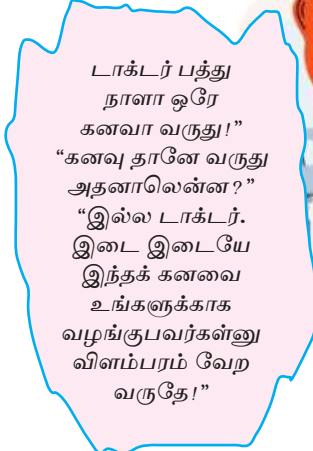 டாக்டர் பத்து
நாளா ஒரே
கனவா வருது!”
“கனவு தானே வருது
அதனாலென்ன?”
“இல்ல டாக்டர்.
இடை இடையே
இந்தக் கனவை
உங்களுக்காக
வழங்குபவர்கள்னு
விளம்பரம் வேற
வருதே!”